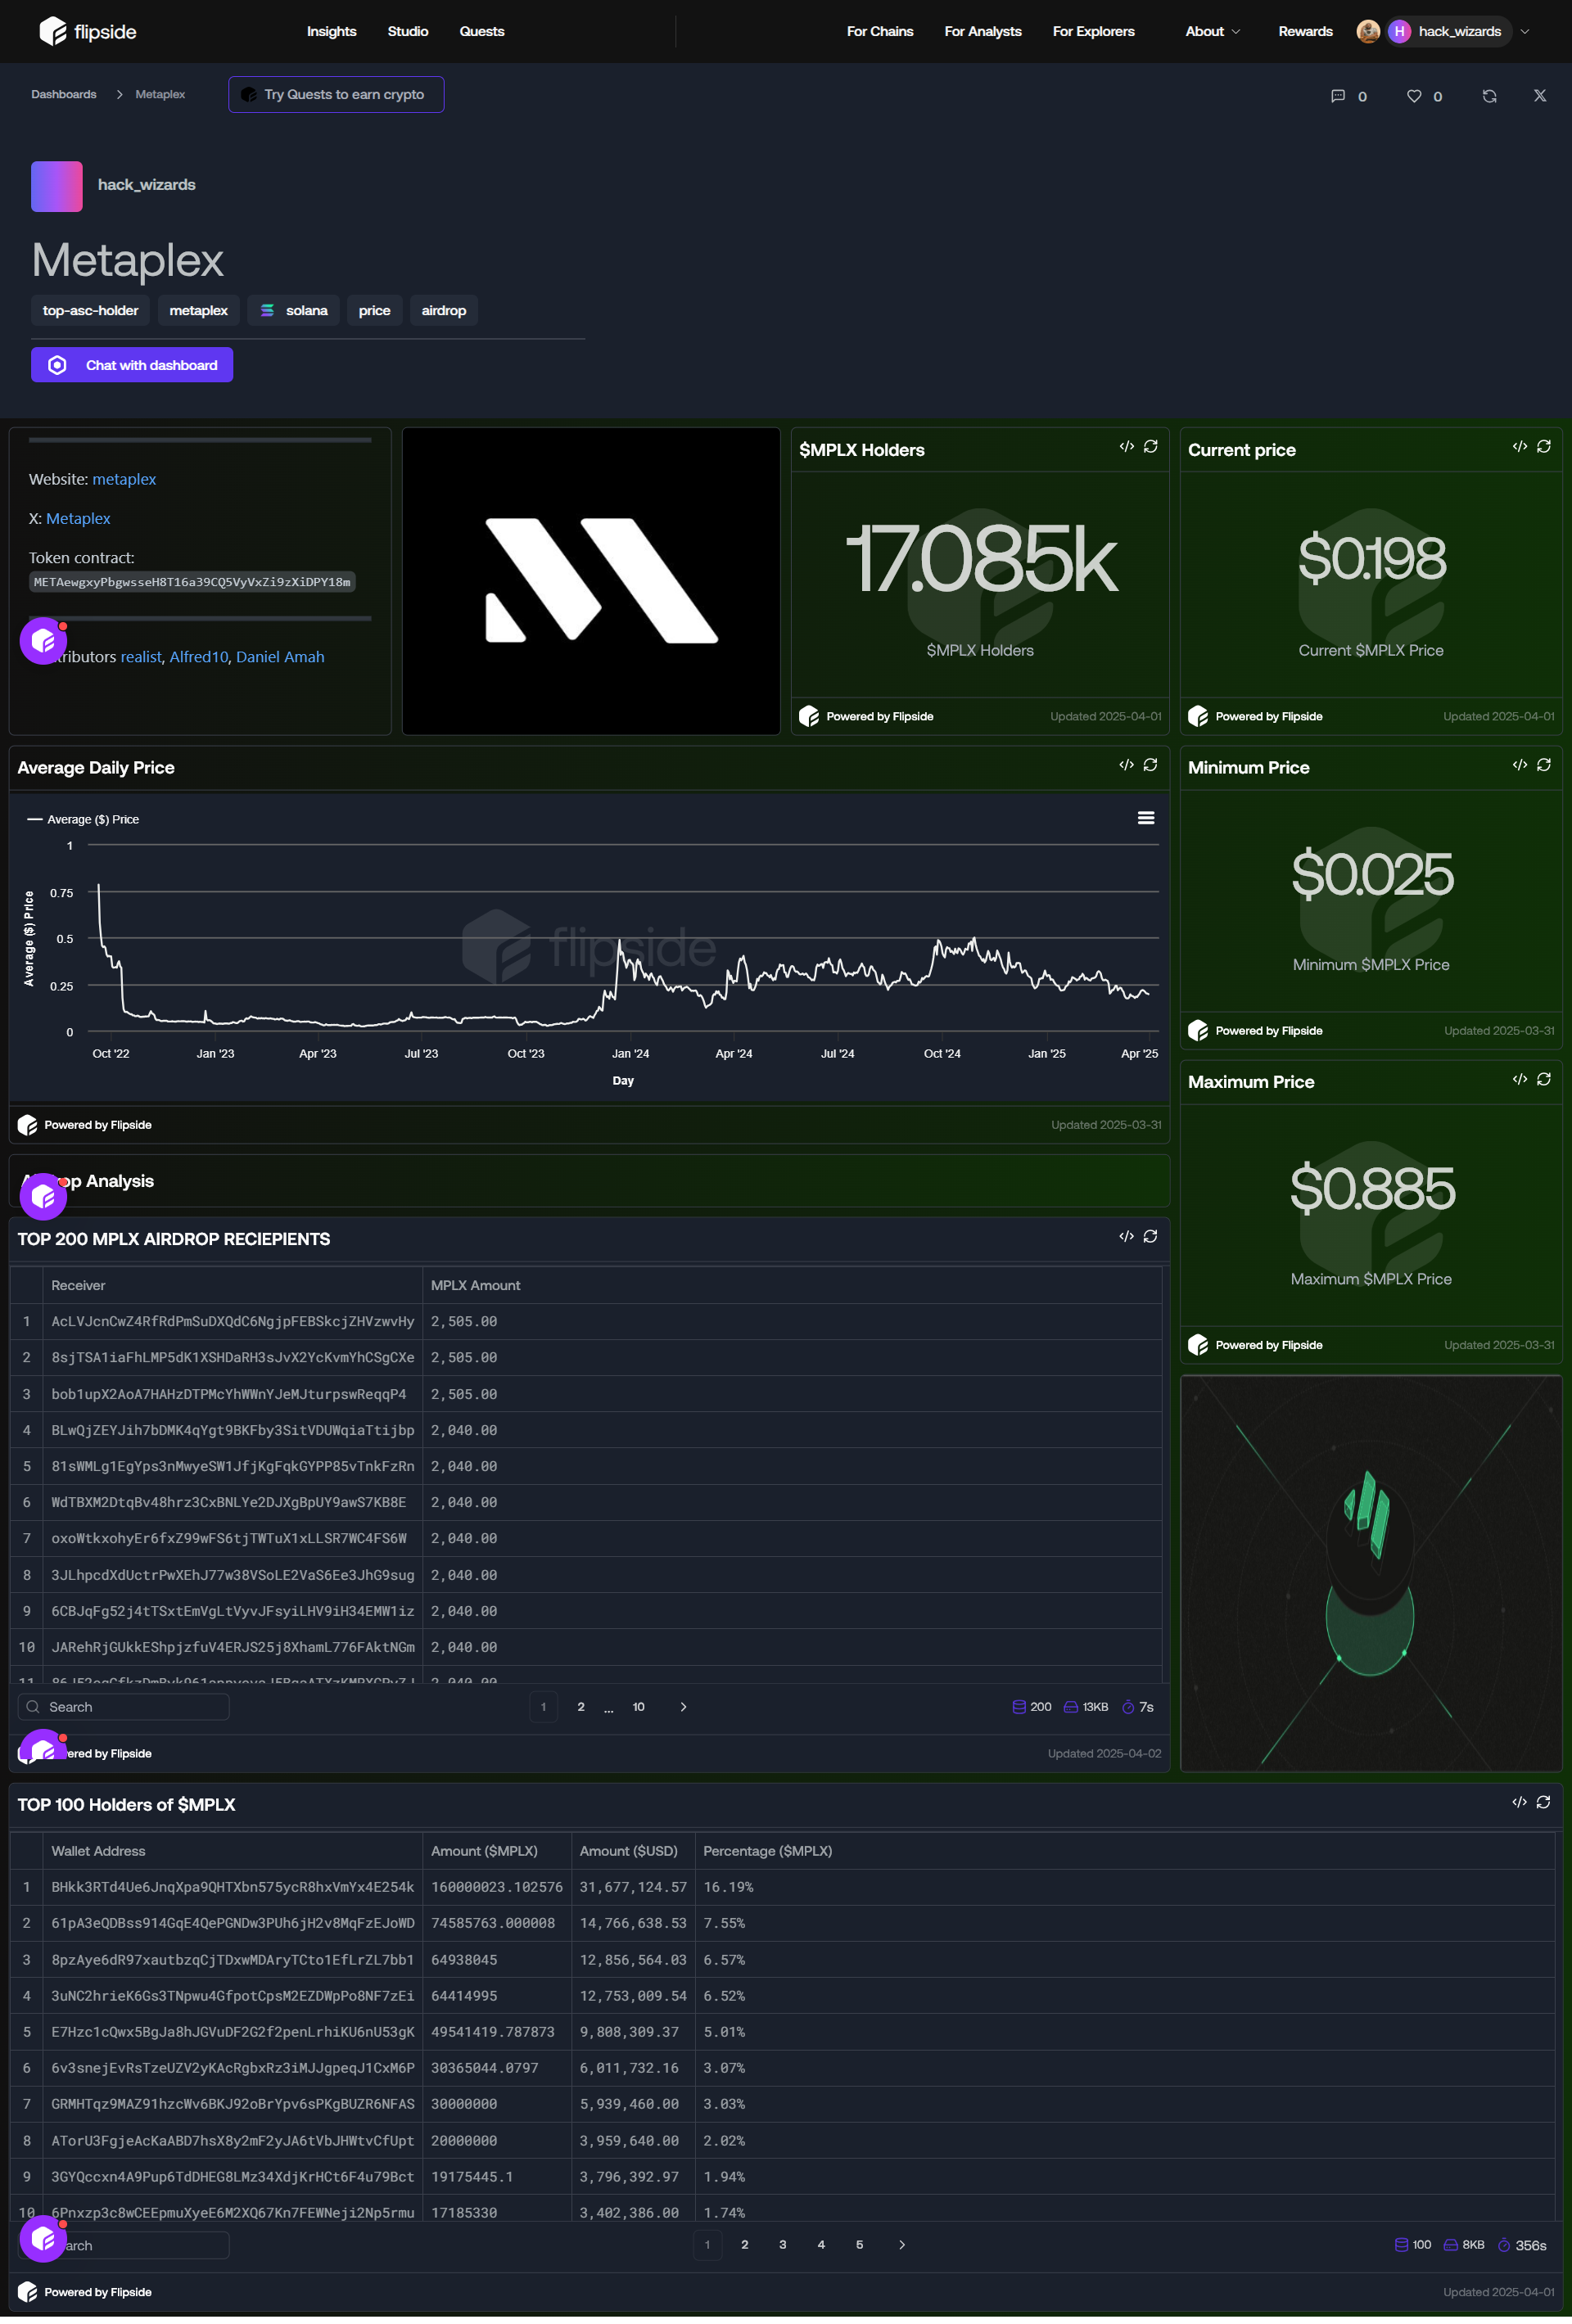 flipside
Insights
Studio
Quests
For Chains
For Analysts
For Explorers
About
Rewards
H
hack_wizards
Dashboards
Metaplex
Try Quests to earn crypto
0
0
hack_wizards
Metaplex
top-asc-holder
metaplex
solana
price
airdrop
Chat with dashboard
Website: metaplex
X: Metaplex
Token contract:
METAewgxyPbgwsseH8T16a39CQ5VyVxZi9zXiDPY18m
realist, Alfred10, Daniel Amah
$MPLX Holders
17.085k
$MPLX Holders
Powered by Flipside
Updated 2025-04-01
Current price
$0.198
Current $MPLX Price
Powered by Flipside
Updated 2025-04-01
Average Daily Price
Average ($) Price
flipside
Average ($) Price
1
0.75
0.5
0.25
0
Oct '22
Jan '23
Apr '23
Jul '23
Oct '23
Jan '24
Apr '24
Jul '24
Oct '24
Jan '25
Apr '25
Day
Powered by Flipside
Updated 2025-03-31
Minimum Price
$0.025
Minimum $MPLX Price
Powered by Flipside
Updated 2025-03-31
Maximum Price
$0.885
Maximum $MPLX Price
Powered by Flipside
Updated 2025-03-31
Analysis
TOP 200 MPLX AIRDROP RECIEPIENTS
Receiver MPLX Amount
1 AcLVJcnCwZ4RfRdPmSuDXQdC6NgjpFEBSkcjZHVzwvHy 2,505.00
2 8sjTSA1iaFhLMP5dK1XSHDaRH3sJvX2YcKvmYhCSgCXe 2,505.00
3 bob1upX2AoA7HAHzDTPMcYhWWnYJeMJturpswReqqP4 2,505.00
4 BLwQjZEYJih7bDMK4qYgt9BKFby3SitVDUWqiaTtijbp 2,040.00
5 81sWMLg1EgYps3nMwyeSW1JfjKgFqkGYPP85vTnkFzRn 2,040.00
6 WdTBXM2DtqBv48hrz3CxBNLYe2DJXgBpUY9awS7KB8E 2,040.00
7 oxoWtkxohyEr6fxZ99wFS6tjTWTuX1xLLSR7WC4FS6W 2,040.00
8 3JLhpcdXdUctrPwXEhJ77w38VSoLE2VaS6Ee3JhG9sug 2,040.00
9 6CBJqFg52j4tTSxtEmVgLtVyvJFsyiLHV9iH34EMW1iz 2,040.00
10 JARehRjGUkkEShpjzfuV4ERJS25j8XhamL776FAktNGm 2,040.00
11 2,040.00
Search
1 2 ... 10
200 13KB 7s
by Flipside
Updated 2025-04-02
TOP 100 Holders of $MPLX
Wallet Address Amount ($MPLX) Amount ($USD) Percentage ($MPLX)
1 BHkk3RTd4Ue6JnqXpa9QHTXbn575ycR8hxVmYx4E254k 160000023.102576 31,677,124.57 16.19%
2 61pA3eQDBss914GqE4QePGNDw3PUh6jH2v8MqFzEJoWD 74585763.000008 14,766,638.53 7.55%
3 8pzAye6dR97xautbzqCjTDxwMDAryTCto1EfLrZL7bb1 64938045 12,856,564.03 6.57%
4 3uNC2hrieK6Gs3TNpwu4GfpotCpsM2EZDWpPo8NF7zEi 64414995 12,753,009.54 6.52%
5 E7Hzc1cQwx5BgJa8hJGVuDF2G2f2penLrhiKU6nU53gK 49541419.787873 9,808,309.37 5.01%
6 6v3snejEvRsTzeUZV2yKAcRgbxRz3iMJJgpeqJ1CxM6P 30365044.0797 6,011,732.16 3.07%
7 GRMHTqz9MAZ91hzcWv6BKJ92oBrYpv6sPKgBUZR6NFAS 30000000 5,939,460.00 3.03%
8 ATorU3FgjeAcKaABD7hsX8y2mF2yJA6tVbJHWtvCfUpt 20000000 3,959,640.00 2.02%
9 3GYQccxn4A9Pup6TdDHEG8LMz34XdjKrHCt6F4u79Bct 19175445.1 3,796,392.97 1.94%
10 6Pnxzp3c8wCEEpmuXyeE6M2XQ67Kn7FEWNeji2Np5rmu 17185330 3,402,386.00 1.74%
1 2 3 4 5
100 8KB 356s
Powered by Flipside
Updated 2025-04-01